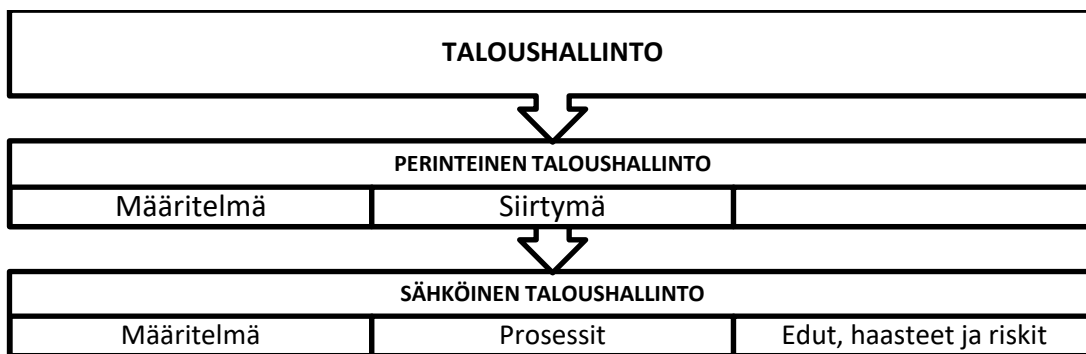 TALOUSHALLINTO
PERINTEINEN TALOUSHALLINTO
Määritelmä Siirtymä
SÄHKÖINEN TALOUSHALLINTO
Määritelmä Prosessit Edut, haasteet ja riskit